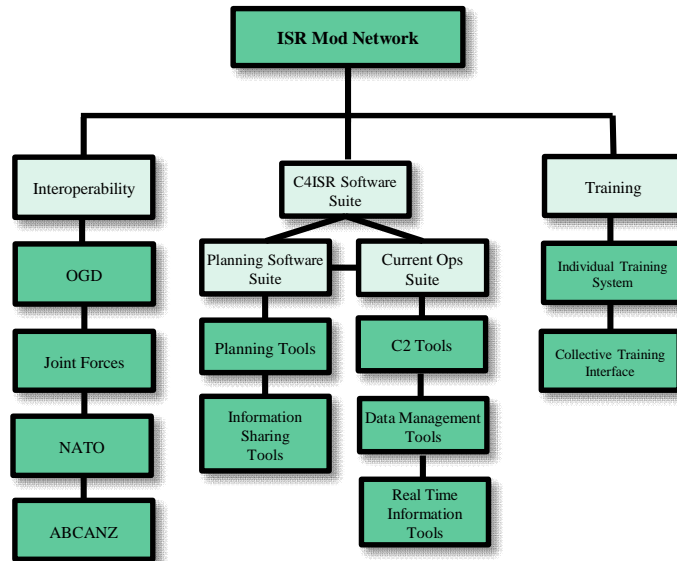 ISR Mod Network
Interoperability
OGD
Joint Forces
NATO
ABCANZ
C4ISR Software
Suite
Planning Software
Suite
Planning Tools
Information
Sharing
Tools
Current Ops
Suite
C2 Tools
Data Management
Tools
Real Time
Information
Tools
Training
Individual Training
System
Collective Training
Interface